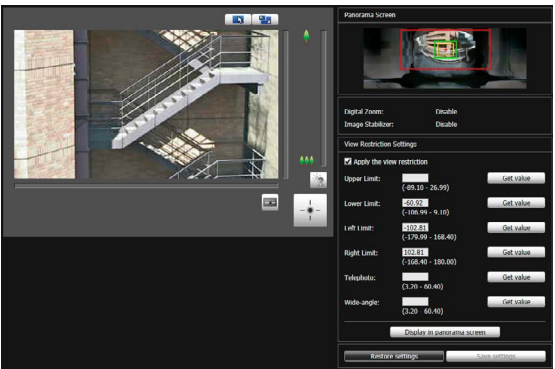 Panorama Screen
Digital Zoom: Disable
Image Stabilizer: Disable
View Restriction Settings
Apply the view restriction
Upper Limit: Get value
(-89.10 - 26.99)
Lower Limit: -60.92 Get value
(-106.99 - 9.10)
Left Limit: -102.81 Get value
(-179.99 - 168.40)
Right Limit: 102.81 Get value
(-168.40 - 180.00)
Telephoto: Get value
(3.20 - 60.40)
Wide-angle: Get value
(3.20 - 60.40)
Display in panorama screen
Restore settings Save settings